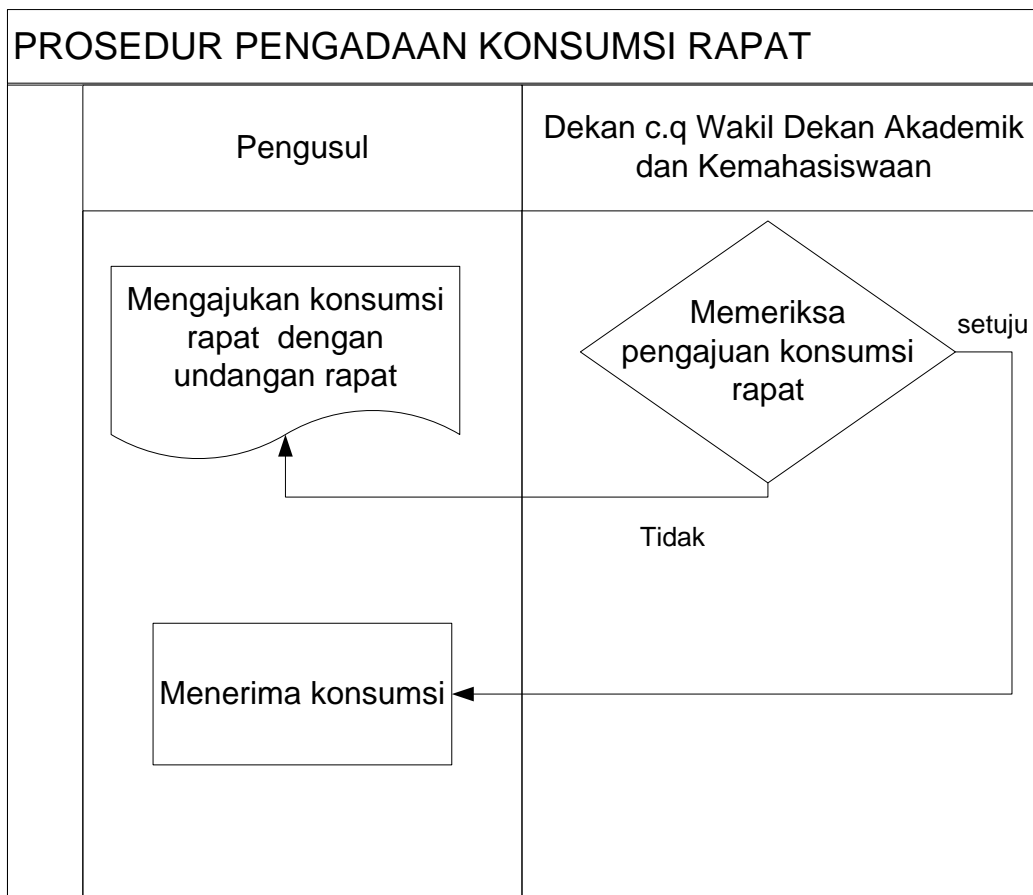 PROSEDUR PENGADAAN KONSUMSI RAPAT
Pengusul
Dekan c.q Wakil Dekan Akademik
dan Kemahasiswaan
Mengajukan konsumsi
rapat dengan
undangan rapat
Memeriksa
pengajuan konsumsi
rapat
setuju
Tidak
Menerima konsumsi